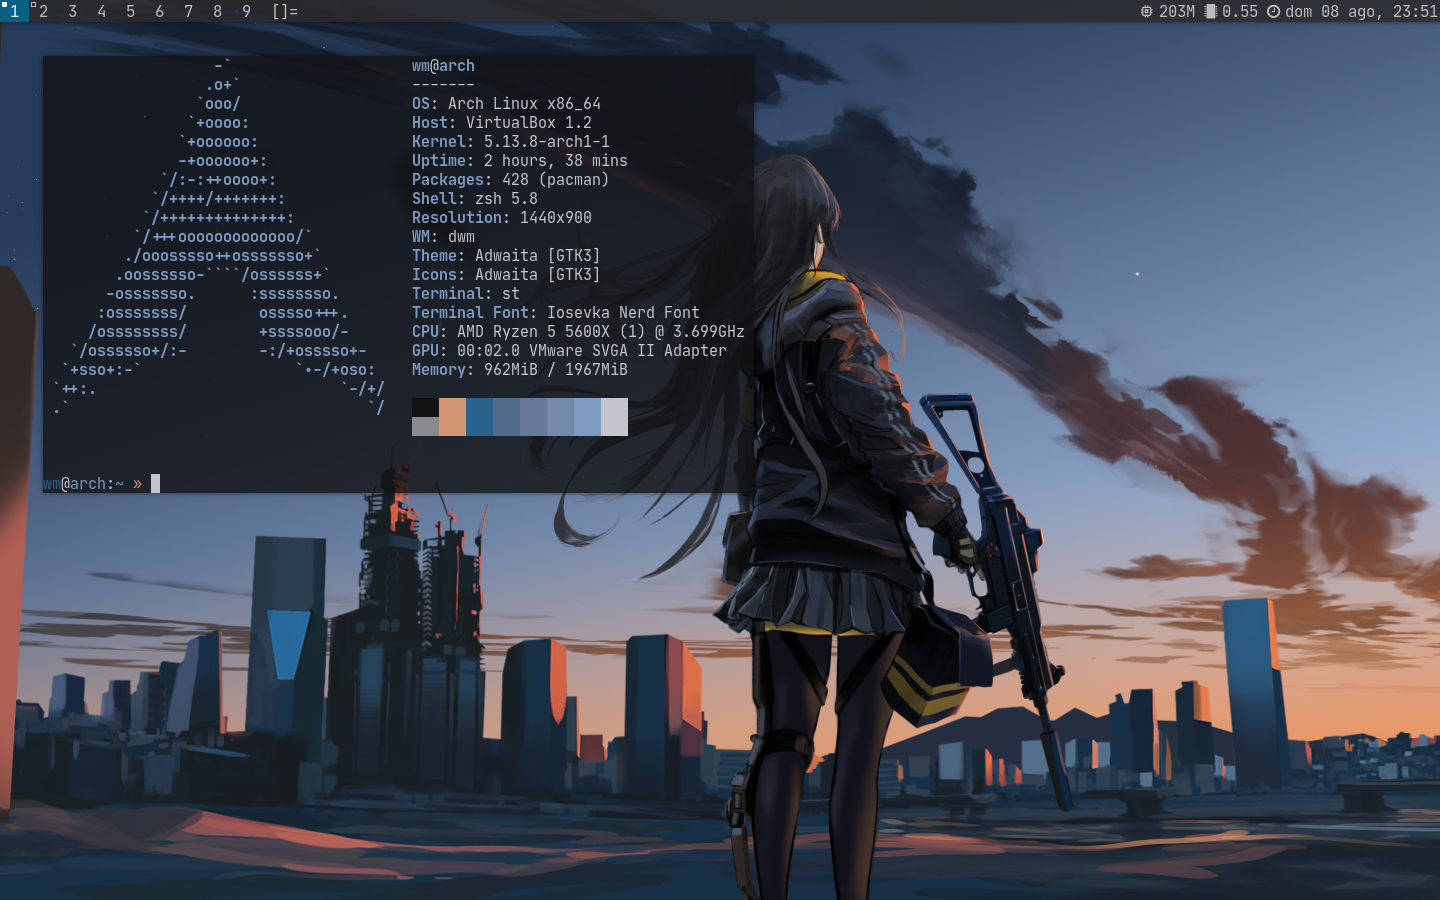 1 2 3 4 5 6 7 8 9 []= 203M 0.55 dom 08 ago, 23:51
-`
.o+`
`ooo/
`+oooo:
`+oooooo:
-+oooooo+:
`/:-:++oooo+:
`/++++/+++++++:
`/++++++++++++++:
`/+++ooooooooooooo/`
./ooosssso++osssssso+`
.oossssso-````/ossssss+`
-osssssso. :ssssssso.
:osssssss/ osssso+++.
/ossssssss/ +ssssooo/-
`/ossssso+/:- -:/+osssso+-
`+sso+:-` `.-/+oso:
`++:. `-/+/
.` `/
wm@arch
-------
OS: Arch Linux x86_64
Host: VirtualBox 1.2
Kernel: 5.13.8-arch1-1
Uptime: 2 hours, 38 mins
Packages: 428 (pacman)
Shell: zsh 5.8
Resolution: 1440x900
WM: dwm
Theme: Adwaita [GTK3]
Icons: Adwaita [GTK3]
Terminal: st
Terminal Font: Iosevka Nerd Font
CPU: AMD Ryzen 5 5600X (1) @ 3.699GHz
GPU: 00:02.0 VMware SVGA II Adapter
Memory: 962MiB / 1967MiB
wm@arch:~ »